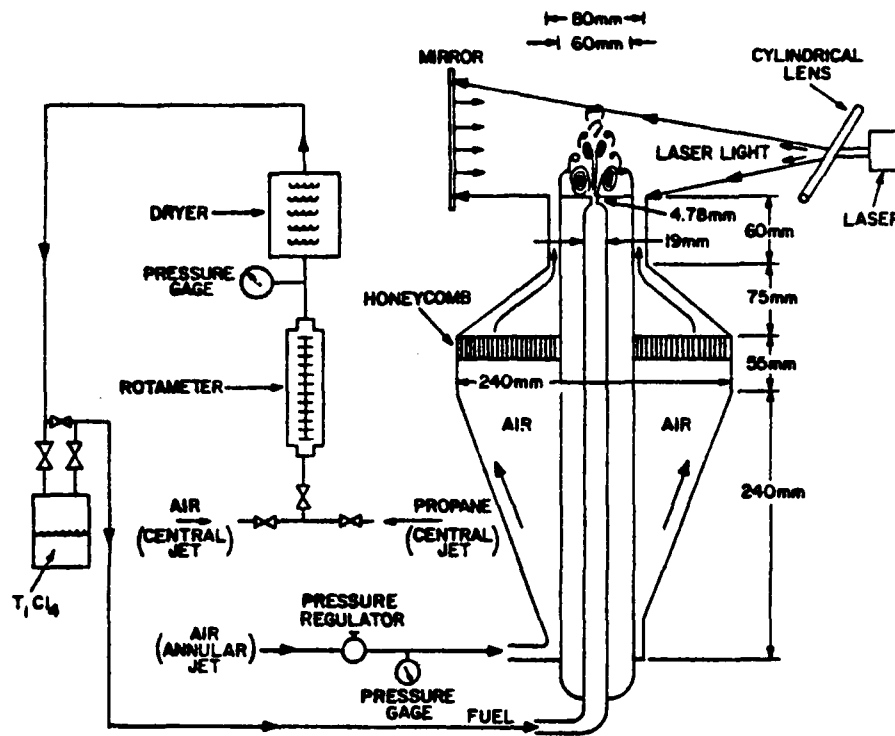 80mm
60mm
MIRROR
CYLINDRICAL
LENS
LASER LIGHT
LASER
DRYER
4.78mm
60mm
19mm
PRESSURE
GAGE
HONEYCOMB
75mm
55mm
ROTAMETER
240mm
AIR
AIR
240mm
AIR
(CENTRAL
JET)
PROPANE
(CENTRAL
JET)
TiCl4
PRESSURE
REGULATOR
AIR
(ANNULAR
JET)
PRESSURE
GAGE
FUEL